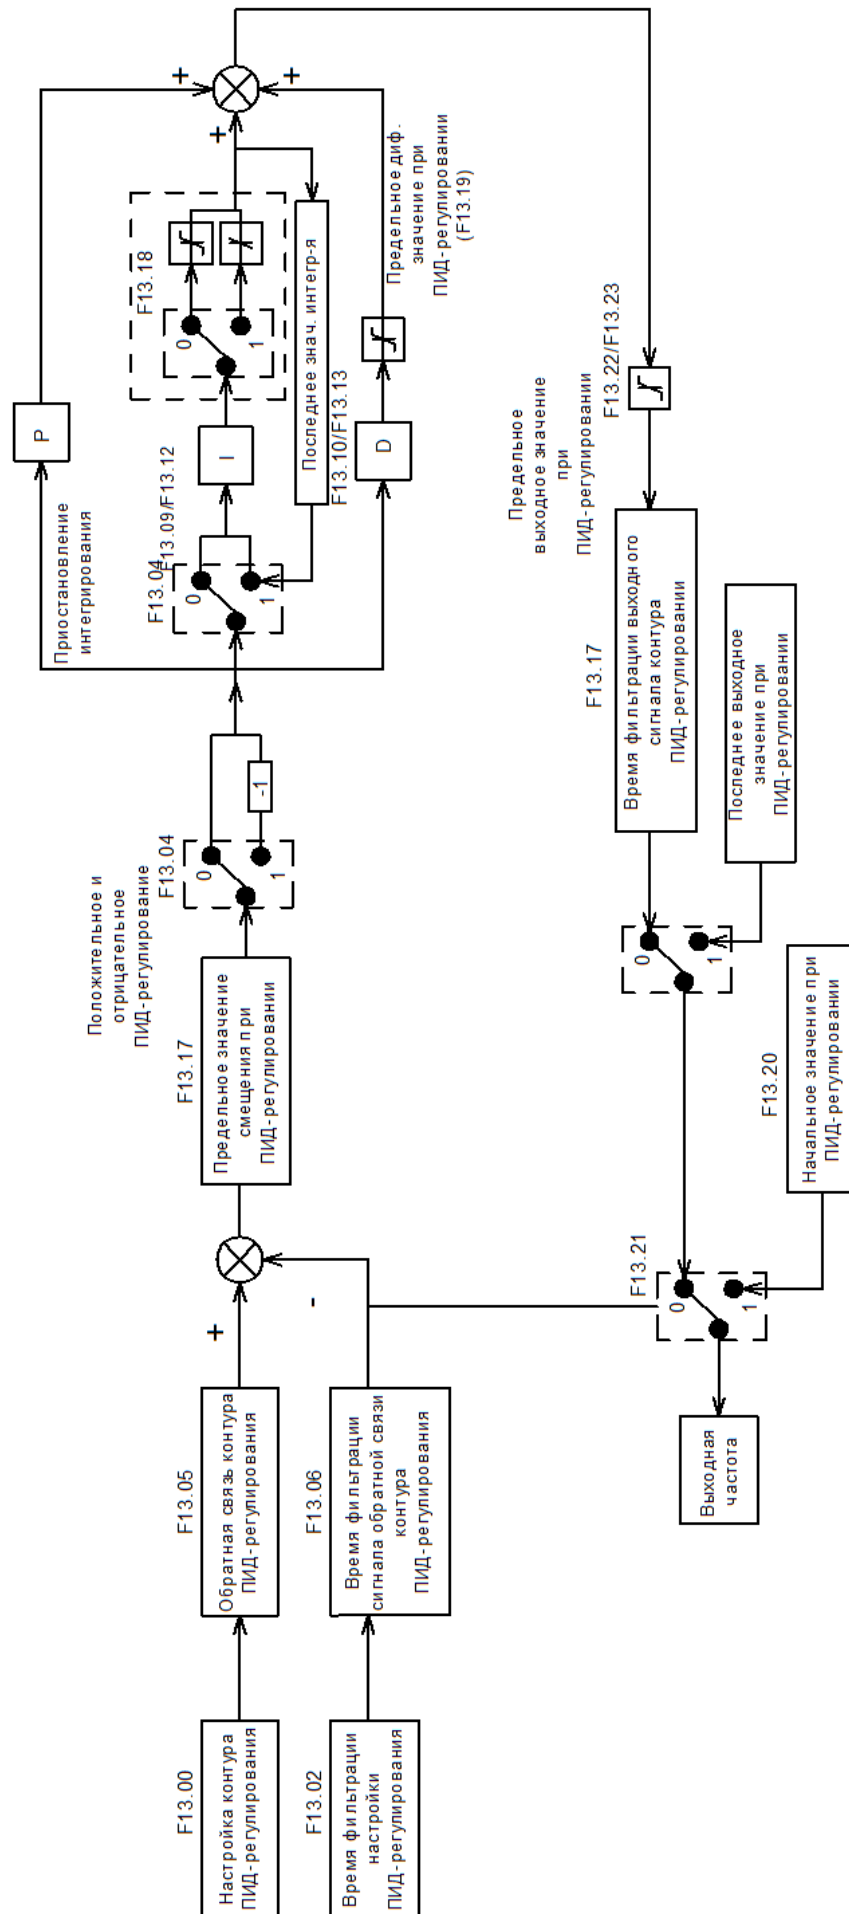 F13.00
Настройка контура
ПИД-регулирования
F13.05
Обратная связь контура
ПИД-регулирования
+
F13.17
Предельное значение
смещения при
ПИД-регулировании
Положительное и
отрицательное
ПИД-регулирование
F13.04
0
1
-1
Приостановление
интегрирования
F13.04
0
1
F13.09/F13.12
P
I
D
F13.18
0
1
Последнее знач. интегр-я
F13.10/F13.13
+
+
+
Предельное диф.
значение при
ПИД-регулировании
(F13.19)
F13.02
Время фильтрации
настройки
ПИД-регулирования
F13.06
Время фильтрации
сигнала обратной связи
контура
ПИД-регулирования
-
Выходная
частота
F13.21
0
1
F13.20
Начальное значение при
ПИД-регулировании
0
1
F13.17
Время фильтрации выходного
сигнала контура
ПИД-регулировании
Последнее выходное
значение при
ПИД-регулировании
Предельное
выходное значение
при
ПИД-регулировании
F13.22/F13.23